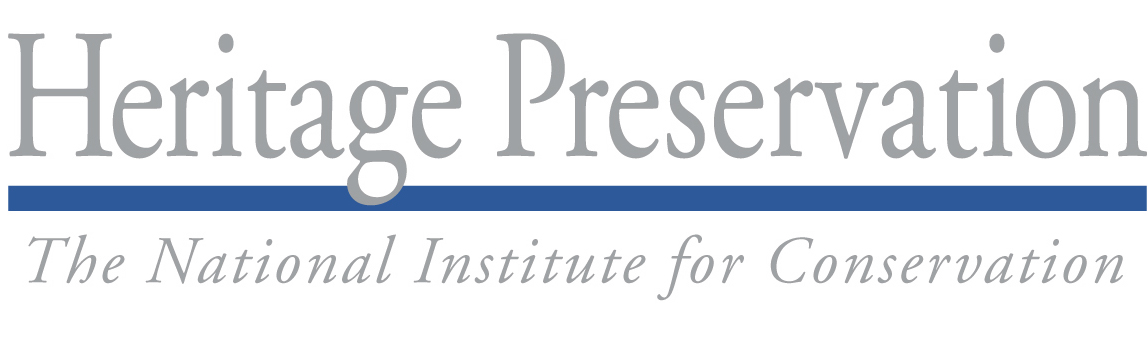 Heritage Preservation
The National Institute for Conservation